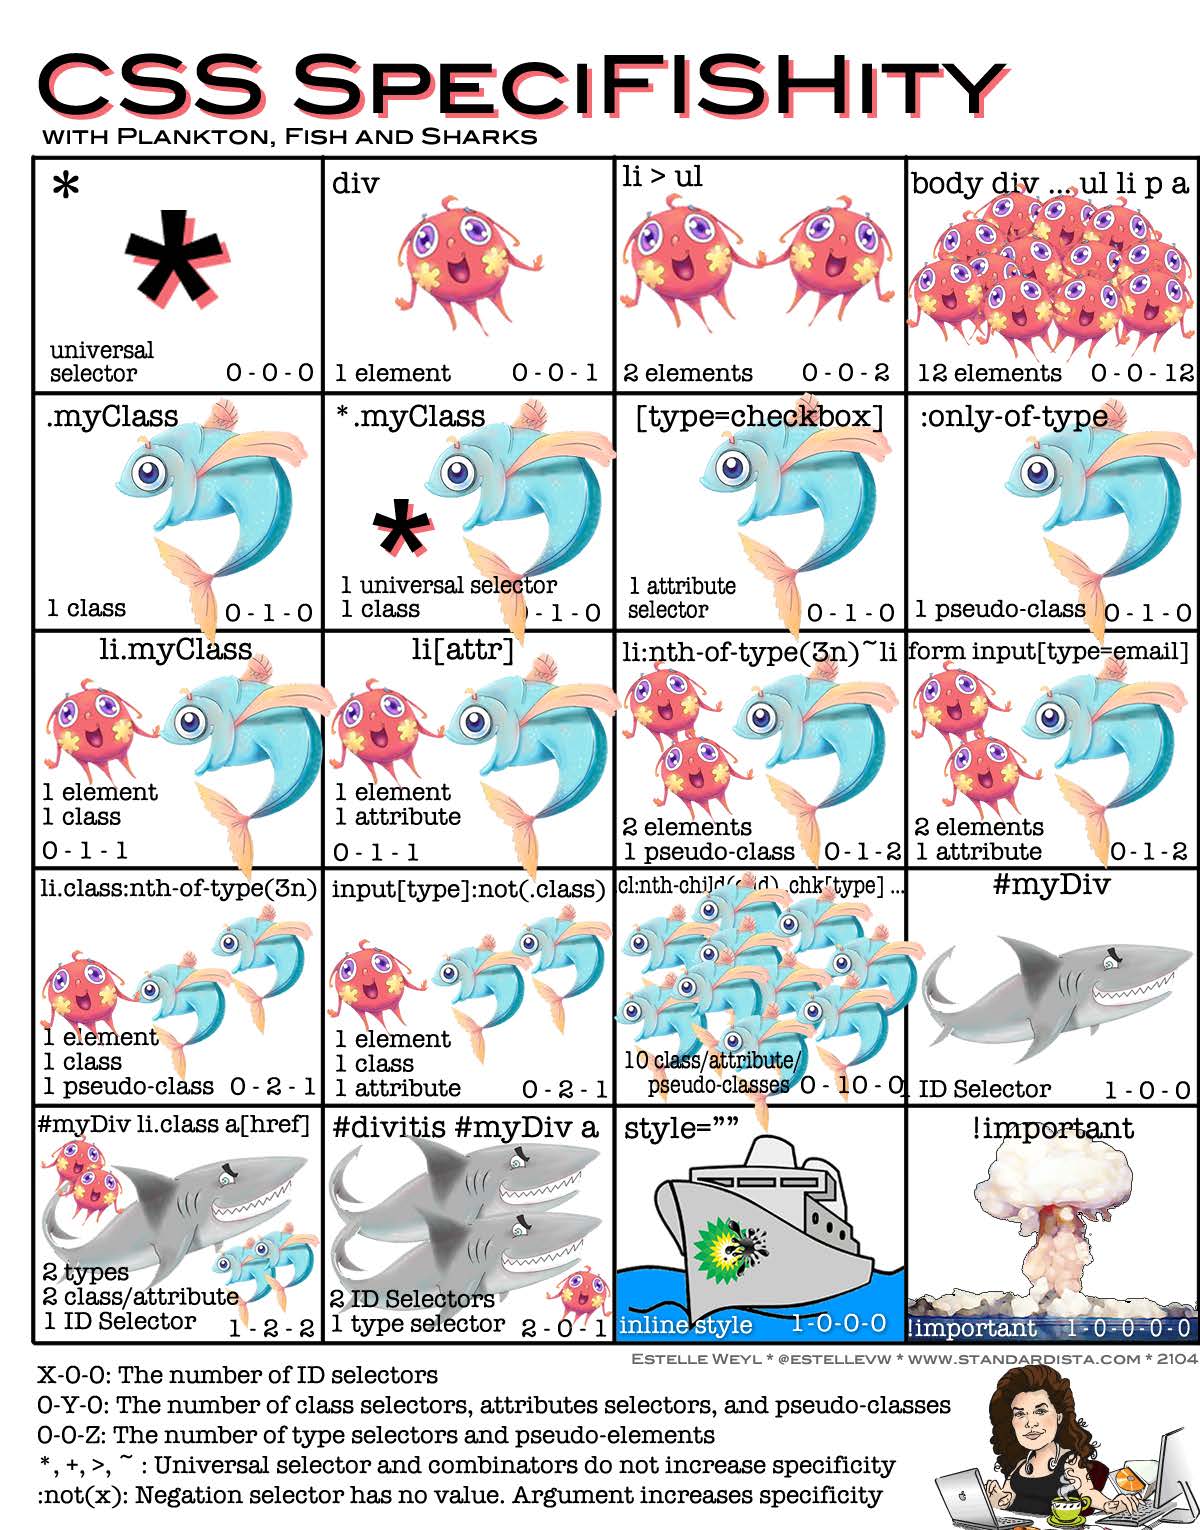 CSS SpeciFISHity
with Plankton, Fish and Sharks
*
*
universal
selector
0 - 0 - 0
div
1 element
0 - 0 - 1
li > ul
2 elements
0 - 0 - 2
body div ... ul li p a
12 elements
0 - 0 - 12
.myClass
1 class
0 - 1 - 0
* .myClass
*
1 universal selector
1 class
- 1 - 0
[type=checkbox]
1 attribute
selector
0 - 1 - 0
:only-of-type
1 pseudo-class
0 - 1 - 0
li.myClass
1 element
1 class
0 - 1 - 1
li[attr]
1 element
1 attribute
0 - 1 - 1
li:nth-of-type(3n)~li
2 elements
1 pseudo-class
0 - 1 - 2
form input[type=email]
2 elements
1 attribute
0 - 1 - 2
li.class:nth-of-type(3n)
1 element
1 class
1 pseudo-class
0 - 2 - 1
input[type]:not(.class)
1 element
1 class
1 attribute
0 - 2 - 1
.chk[type] ...
10 class/attribute/
pseudo-classes
0 - 10 - 0
#myDiv
ID Selector
1 - 0 - 0
#myDiv li.class a[href]
2 types
2 class/attribute
1 ID Selector
1 - 2 - 2
#divitis #myDiv a
2 ID Selectors
1 type selector
2 - 0 - 1
style=””
inline style
1-0-0-0
!important
!important
1-0-0-0-0
Estelle Weyl * @estellevw * www.standardista.com * 2104
X-0-0: The number of ID selectors
0-Y-0: The number of class selectors, attributes selectors, and pseudo-classes
0-0-Z: The number of type selectors and pseudo-elements
*, +, >, ~ : Universal selector and combinators do not increase specificity
:not(x): Negation selector has no value. Argument increases specificity